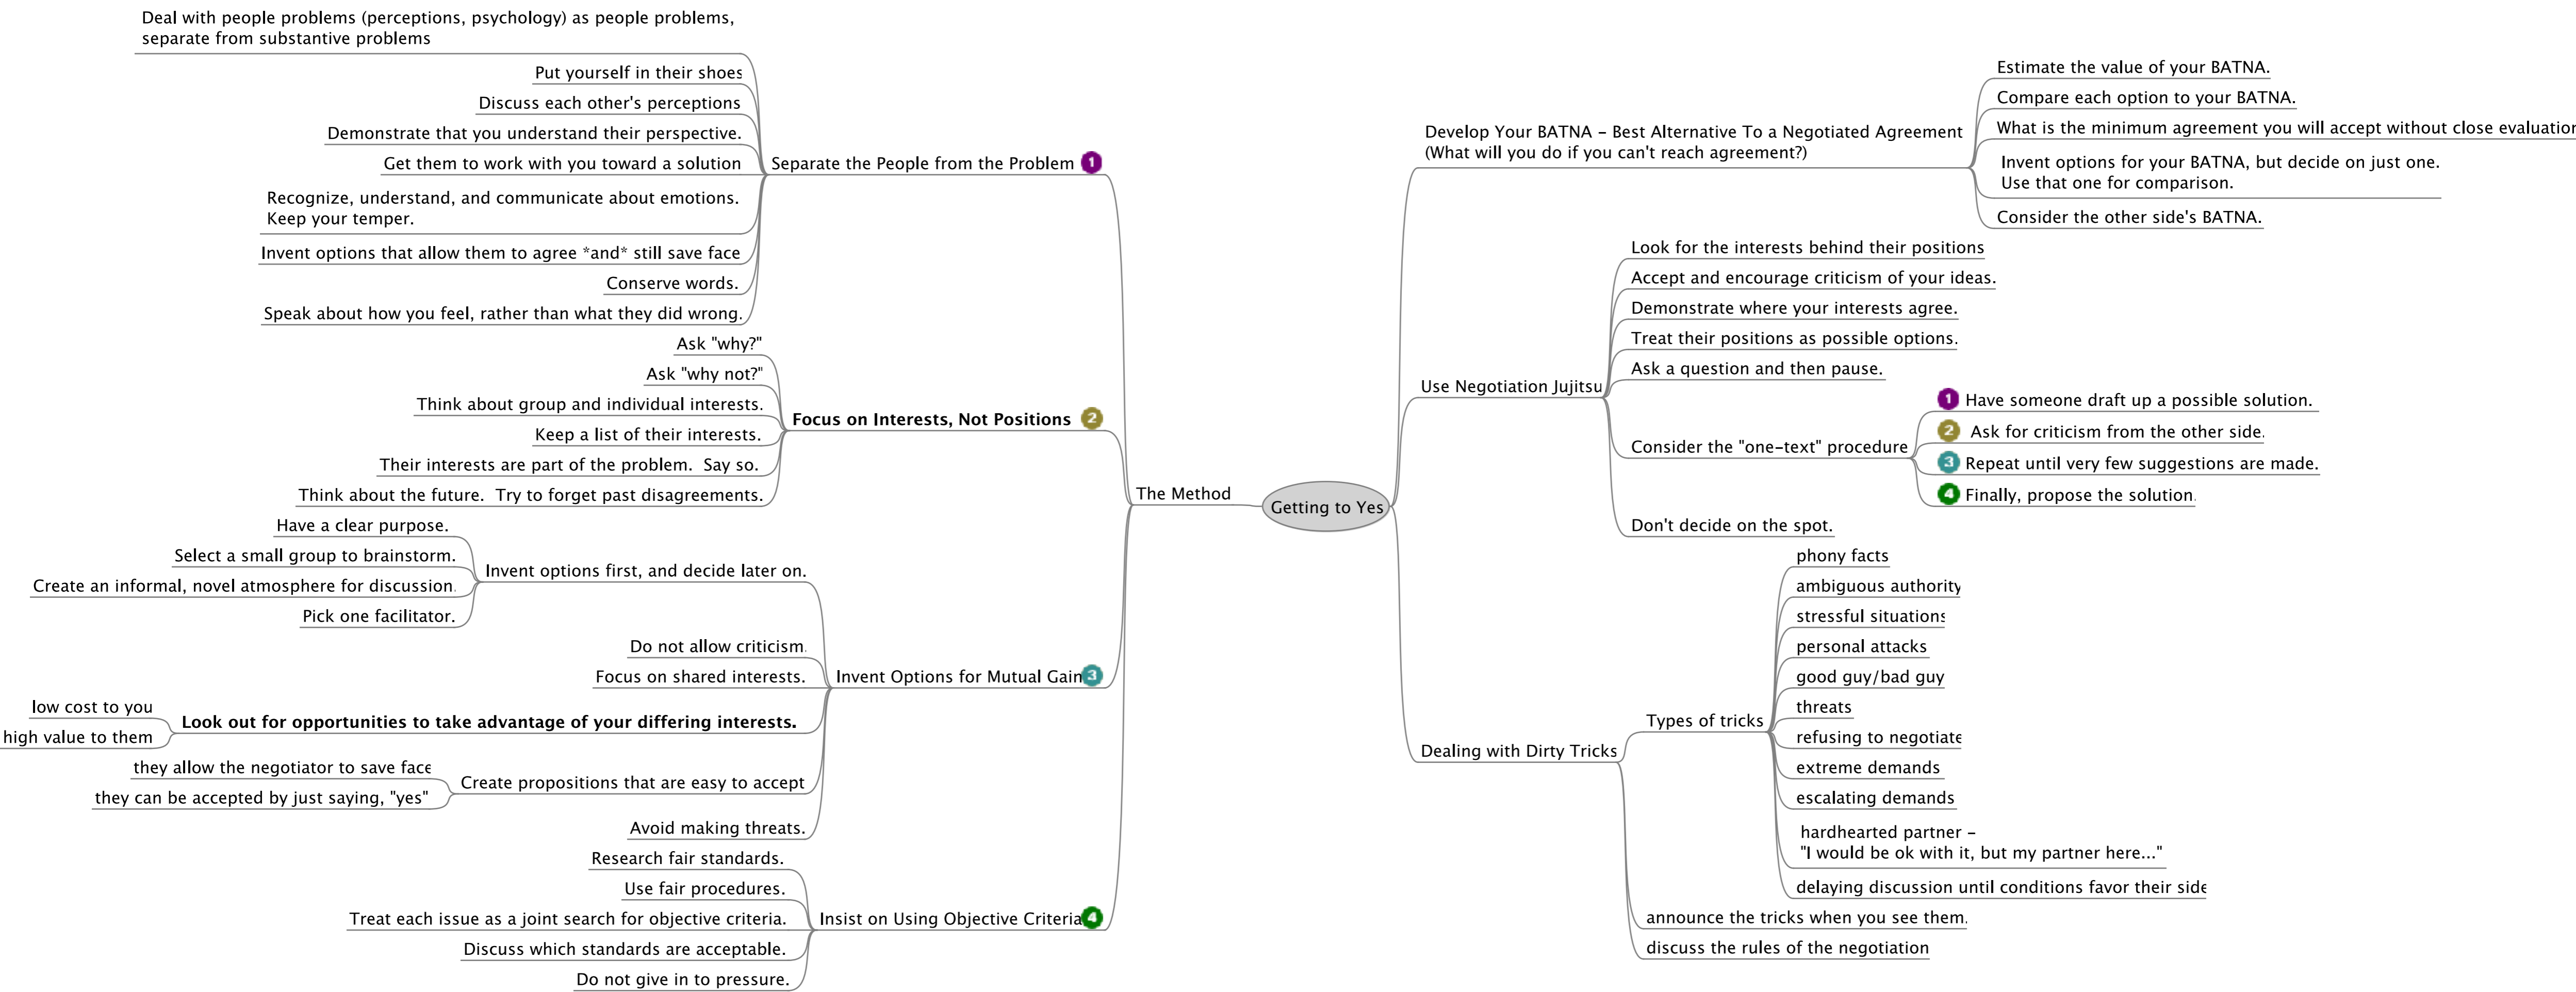 Getting to Yes
The Method
1
Separate the People from the Problem
Deal with people problems (perceptions, psychology) as people problems,
separate from substantive problems
Put yourself in their shoes
Discuss each other's perceptions
Demonstrate that you understand their perspective.
Get them to work with you toward a solution
Recognize, understand, and communicate about emotions.
Keep your temper.
Invent options that allow them to agree *and* still save face
Conserve words.
Speak about how you feel, rather than what they did wrong.
2
Focus on Interests, Not Positions
Ask "why?"
Ask "why not?"
Think about group and individual interests.
Keep a list of their interests.
Their interests are part of the problem.  Say so.
Think about the future.  Try to forget past disagreements.
3
Invent Options for Mutual Gain
Invent options first, and decide later on.
Have a clear purpose.
Select a small group to brainstorm.
Create an informal, novel atmosphere for discussion.
Pick one facilitator.
Do not allow criticism.
Focus on shared interests.
Look out for opportunities to take advantage of your differing interests.
low cost to you
high value to them
Create propositions that are easy to accept
they allow the negotiator to save face
they can be accepted by just saying, "yes"
Avoid making threats.
4
Insist on Using Objective Criteria
Research fair standards.
Use fair procedures.
Treat each issue as a joint search for objective criteria.
Discuss which standards are acceptable.
Do not give in to pressure.
Develop Your BATNA - Best Alternative To a Negotiated Agreement
(What will you do if you can't reach agreement?)
Estimate the value of your BATNA.
Compare each option to your BATNA.
What is the minimum agreement you will accept without close evaluation
Invent options for your BATNA, but decide on just one.
Use that one for comparison.
Consider the other side's BATNA.
Use Negotiation Jujitsu
Look for the interests behind their positions
Accept and encourage criticism of your ideas.
Demonstrate where your interests agree.
Treat their positions as possible options.
Ask a question and then pause.
Consider the "one-text" procedure
1 Have someone draft up a possible solution.
2 Ask for criticism from the other side.
3 Repeat until very few suggestions are made.
4 Finally, propose the solution.
Don't decide on the spot.
Dealing with Dirty Tricks
Types of tricks
phony facts
ambiguous authority
stressful situations
personal attacks
good guy/bad guy
threats
refusing to negotiate
extreme demands
escalating demands
hardhearted partner -
"I would be ok with it, but my partner here..."
delaying discussion until conditions favor their side
announce the tricks when you see them.
discuss the rules of the negotiation